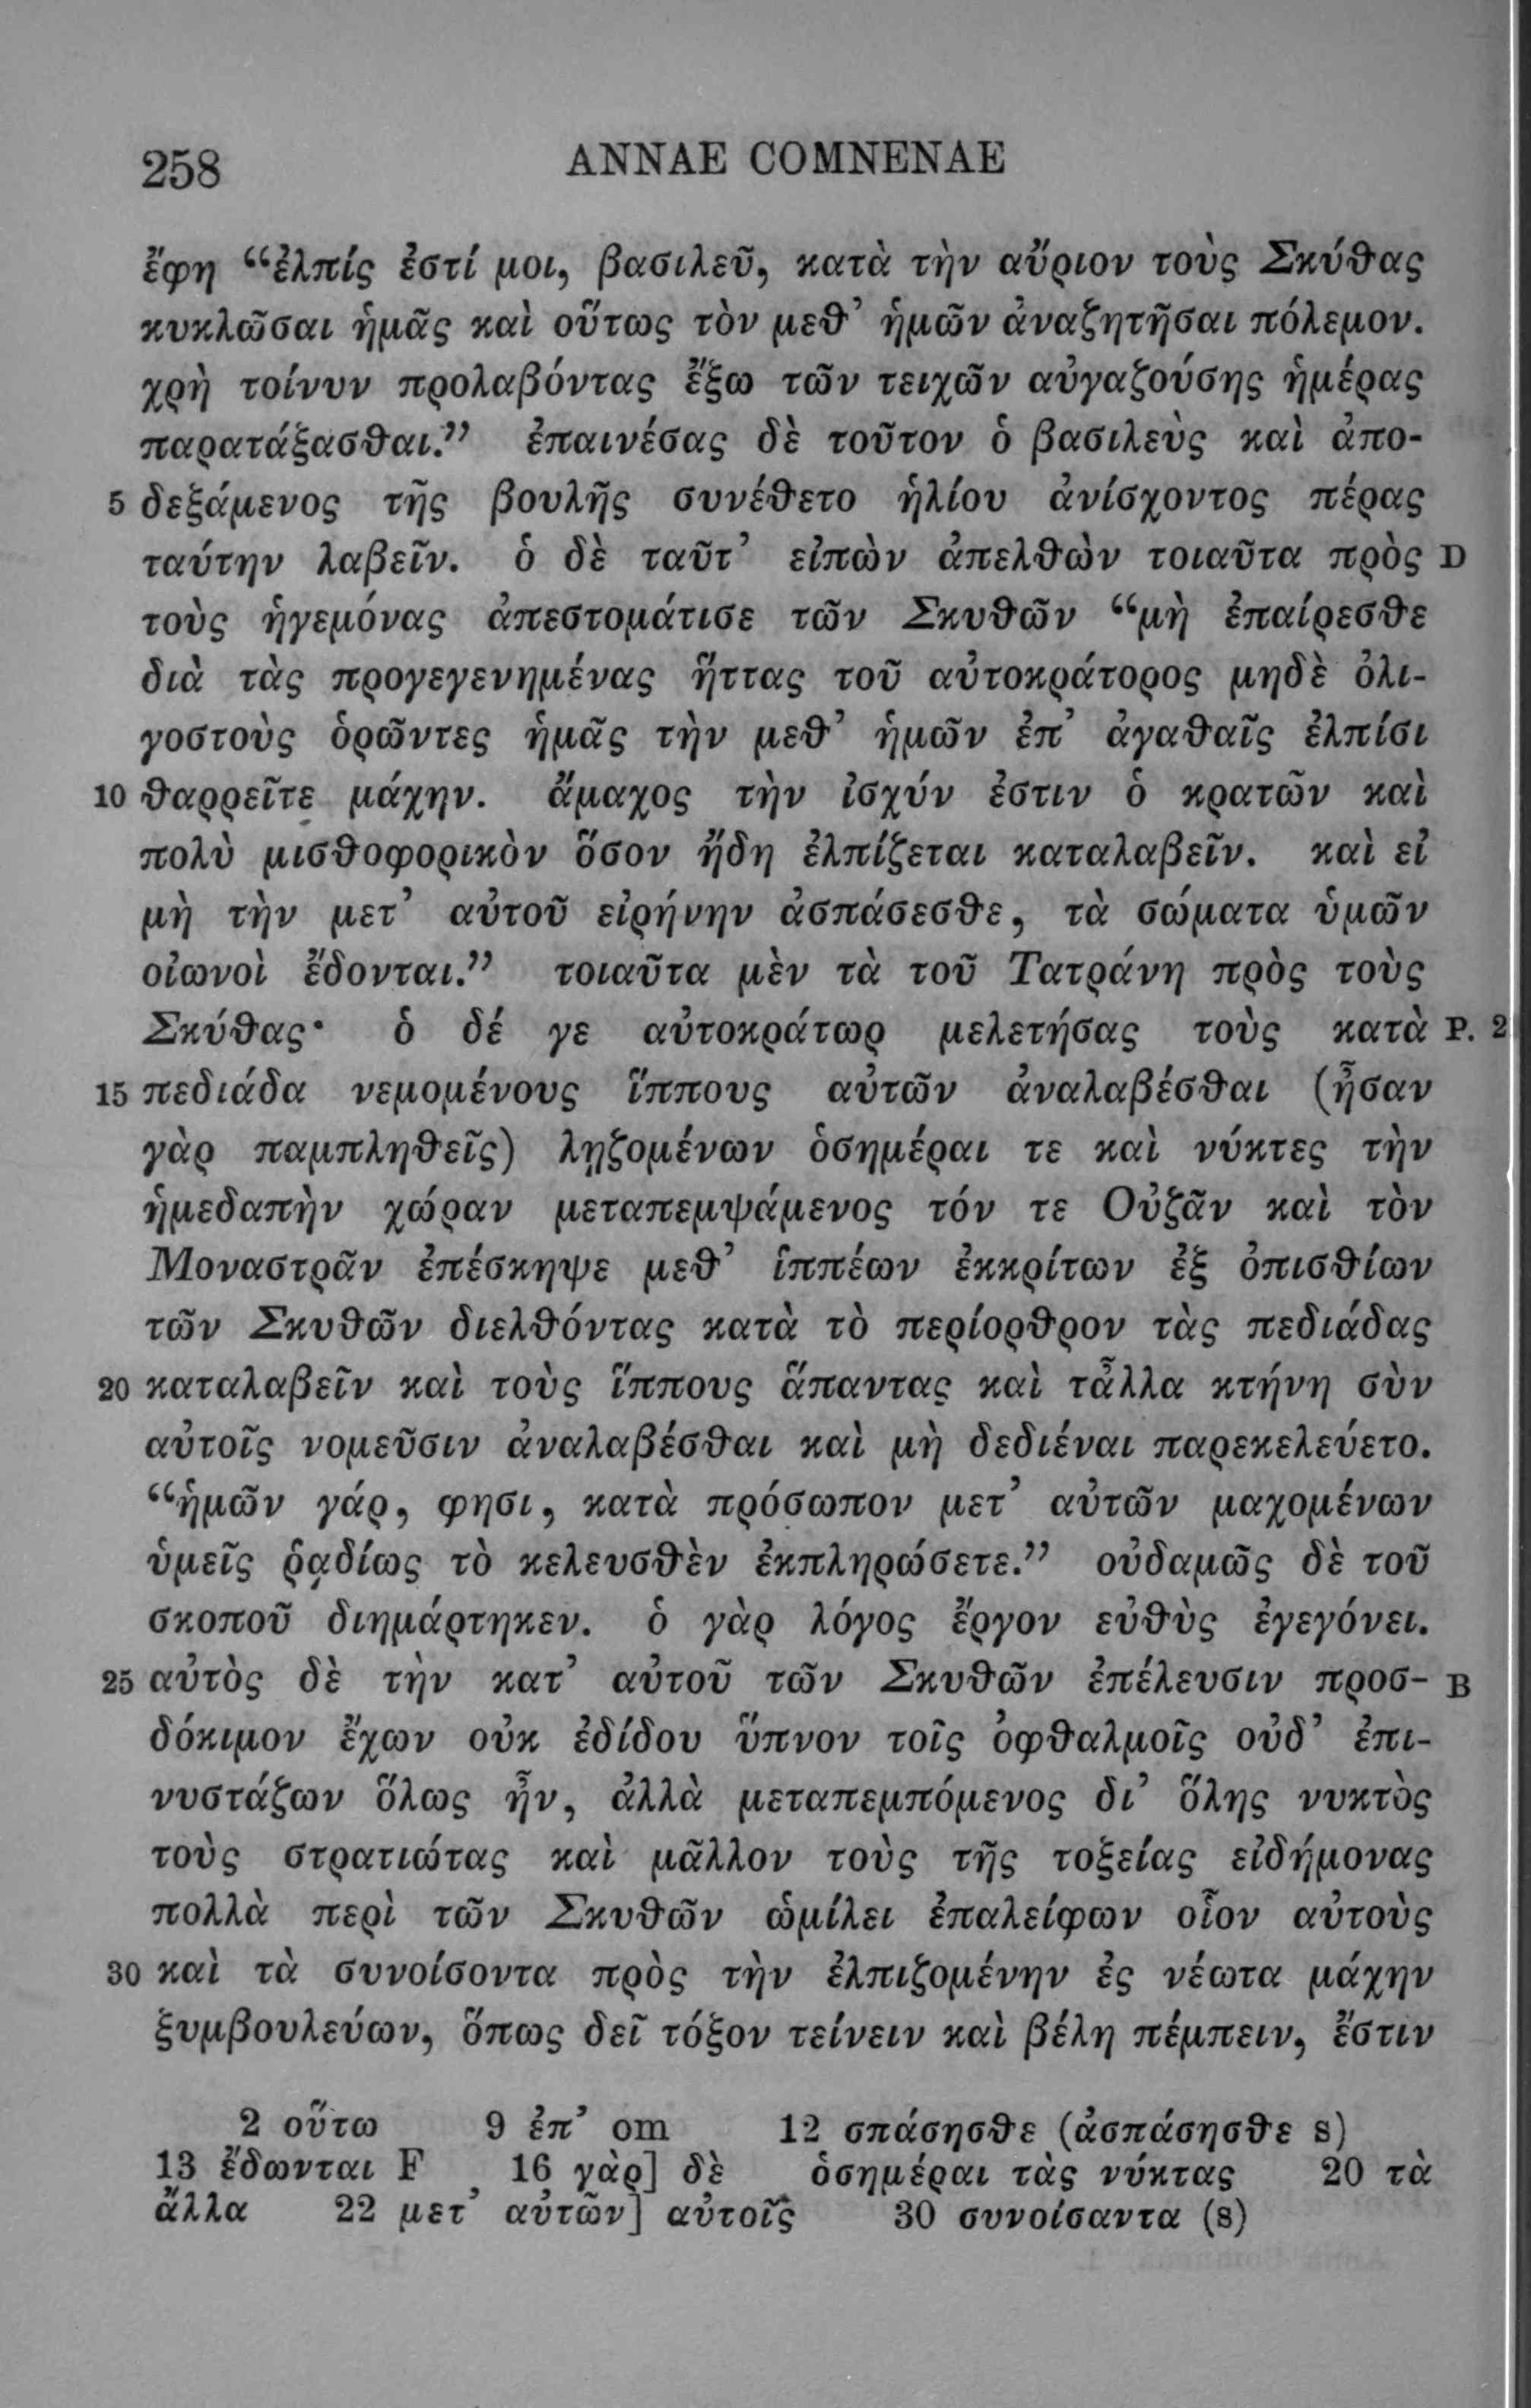 258 ANNAE COMNENAE
ἔφη “ἐλπίς ἐστί μοι, βασιλεῦ, κατὰ τὴν αὔριον τοὺς Σκύθας
κυκλῶσαι ἡμᾶς καὶ οὕτως τὸν μεθ’ ἡμῶν ἀναζητῆσαι πόλεμον.
χρὴ τοίνυν προλαβόντας ἔξω τῶν τειχῶν αὐγαζούσης ἡμέρας
παρατάξασθαι.” ἐπαινέσας δὲ τοῦτον ὁ βασιλεὺς καὶ ἀπο-
5 δεξάμενος τῆς βουλῆς συνέθετο ἡλίου ἀνίσχοντος πέρας
ταύτην λαβεῖν. ὁ δὲ ταῦτ’ εἰπὼν ἀπελθὼν τοιαῦτα πρὸς D
τοὺς ἡγεμόνας ἀπεστομάτισε τῶν Σκυθῶν “μὴ ἐπαίρεσθε
διὰ τὰς προγεγενημένας ἥττας τοῦ αὐτοκράτορος μηδὲ ὀλι-
γοστοὺς ὁρῶντες ἡμᾶς τὴν μεθ’ ἡμῶν ἐπ’ ἀγαθαῖς ἐλπίσι
10 θαρρεῖτε μάχην. ἄμαχος τὴν ἰσχύν ἐστιν ὁ κρατῶν καὶ
πολὺ μισθοφορικὸν ὅσον ἤδη ἐλπίζεται καταλαβεῖν. καὶ εἰ
μὴ τὴν μετ’ αὐτοῦ εἰρήνην ἀσπάσεσθε, τὰ σώματα ὑμῶν
οἰωνοὶ ἔδονται.” τοιαῦτα μὲν τὰ τοῦ Τατράνη πρὸς τοὺς
Σκύθας· ὁ δέ γε αὐτοκράτωρ μελετήσας τοὺς κατὰ P. 2
15 πεδιάδα νεμομένους ἵππους αὐτῶν ἀναλαβέσθαι (ἦσαν
γὰρ παμπληθεῖς) λῃζομένων ὁσημέραι τε καὶ νύκτες τὴν
ἡμεδαπὴν χώραν μεταπεμψάμενος τόν τε Οὐζᾶν καὶ τὸν
Μοναστρᾶν ἐπέσκηψε μεθ’ ἱππέων ἐκκρίτων ἐξ ὀπισθίων
τῶν Σκυθῶν διελθόντας κατὰ τὸ περίορθρον τὰς πεδιάδας
20 καταλαβεῖν καὶ τοὺς ἵππους ἅπαντας καὶ τἆλλα κτήνη σὺν
αὐτοῖς νομεῦσιν ἀναλαβέσθαι καὶ μὴ δεδιέναι παρεκελεύετο.
“ἡμῶν γάρ, φησι, κατὰ πρόσωπον μετ’ αὐτῶν μαχομένων
ὑμεῖς ῥᾳδίως τὸ κελευσθὲν ἐκπληρώσετε.” οὐδαμῶς δὲ τοῦ
σκοποῦ διημάρτηκεν. ὁ γὰρ λόγος ἔργον εὐθὺς ἐγεγόνει.
25 αὐτὸς δὲ τὴν κατ’ αὐτοῦ τῶν Σκυθῶν ἐπέλευσιν προσ- B
δόκιμον ἔχων οὐκ ἐδίδου ὕπνον τοῖς ὀφθαλμοῖς οὐδ’ ἐπι-
νυστάζων ὅλως ἦν, ἀλλὰ μεταπεμπόμενος δι’ ὅλης νυκτὸς
τοὺς στρατιώτας καὶ μᾶλλον τοὺς τῆς τοξείας εἰδήμονας
πολλὰ περὶ τῶν Σκυθῶν ὡμίλει ἐπαλείφων οἷον αὐτοὺς
30 καὶ τὰ συνοίσοντα πρὸς τὴν ἐλπιζομένην ἐς νέωτα μάχην
ξυμβουλεύων, ὅπως δεῖ τόξον τείνειν καὶ βέλη πέμπειν, ἔστιν
2 οὕτω 9 ἐπ’ om 12 σπάσησθε (ἀσπάσησθε s)
13 ἔδωνται F 16 γὰρ] δὲ ὁσημέραι τὰς νύκτας 20 τὰ
ἄλλα 22 μετ’ αὐτῶν] αὐτοῖς 30 συνοίσαντα (s)